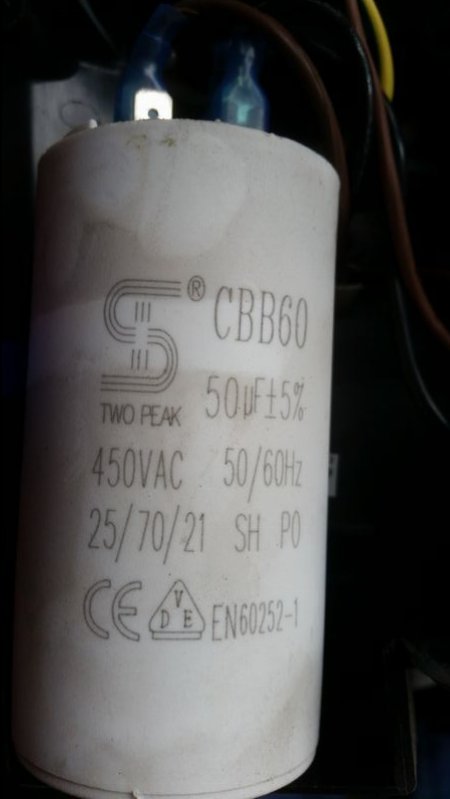 ® CBB60
TWO PEAK 50µF±5%
450VAC 50/60Hz
25/70/21 SH P0
CE VDE EN60252-1